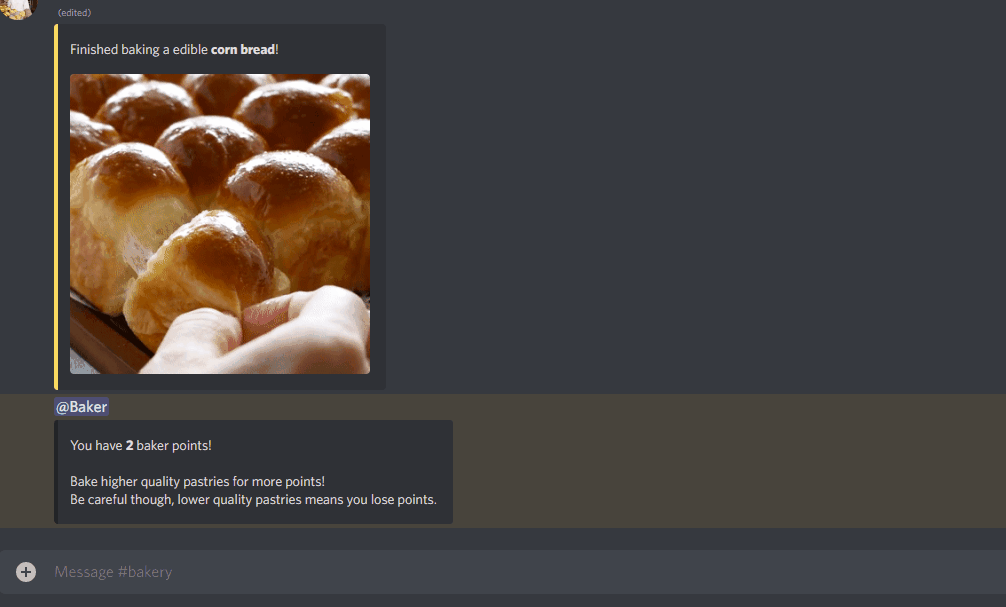 (edited)
Finished baking a edible corn bread!
@Baker
You have 2 baker points!
Bake higher quality pastries for more points!
Be careful though, lower quality pastries means you lose points.
Message #bakery